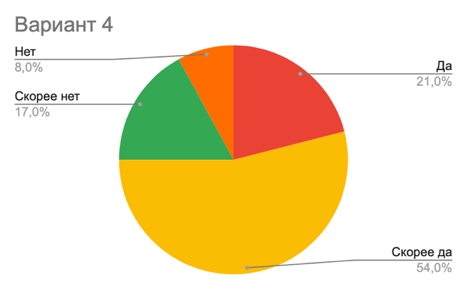 Вариант 4
Нет
8,0%
Да
21,0%
Скорее нет
17,0%
Скорее да
54,0%